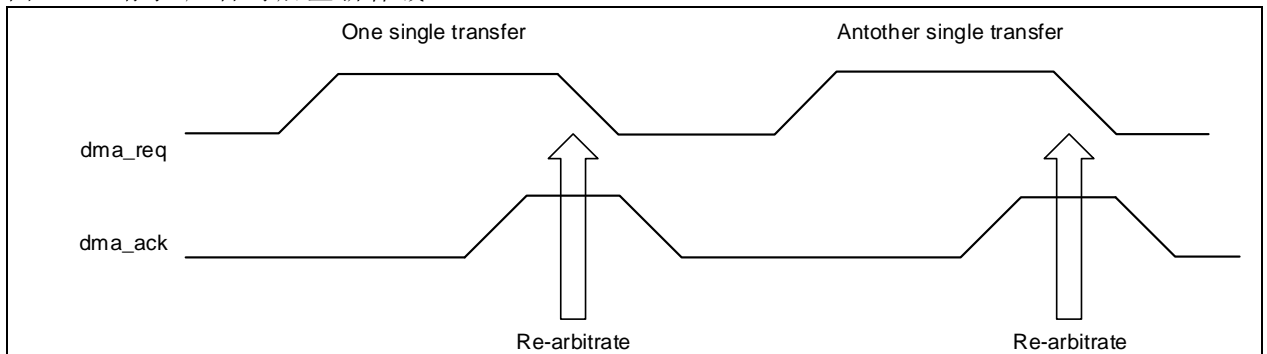 One single transfer Antother single transfer
dma_req
dma_ack
Re-arbitrate Re-arbitrate